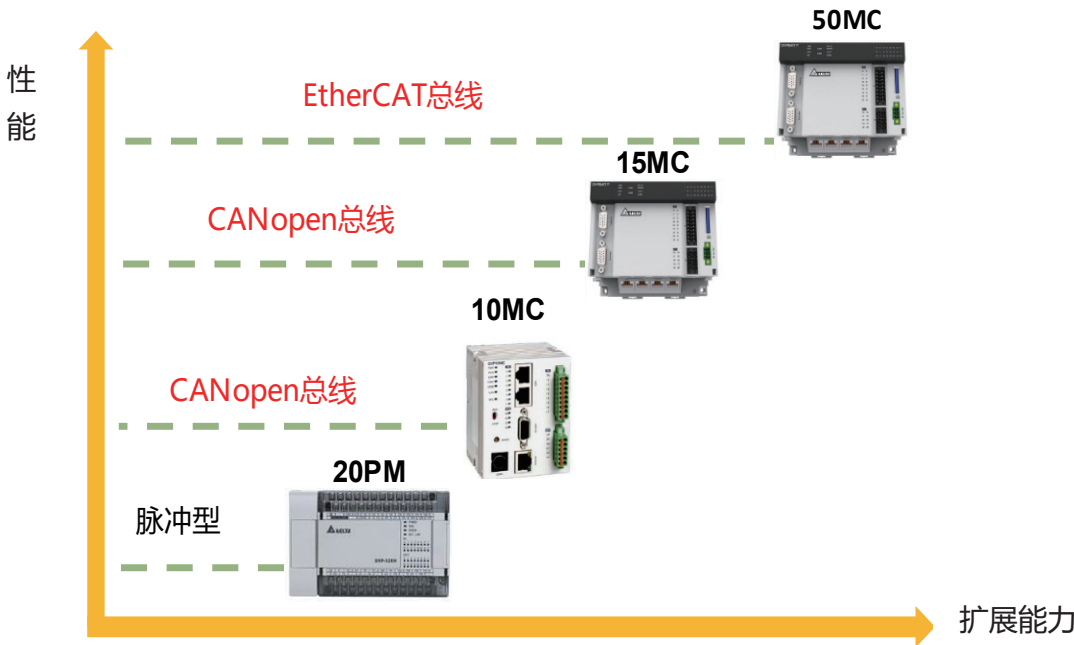 50MC
性
能
EtherCAT总线
15MC
CANopen总线
10MC
CANopen总线
20PM
脉冲型
扩展能力